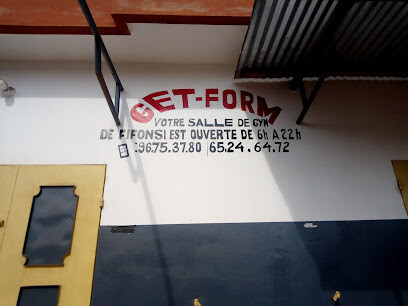 GET-FORM
VOTRE SALLE DE GYM
DE FIFONSI EST OUVERTE DE 6h A 22h
96.75.37.80 65.24.64.72